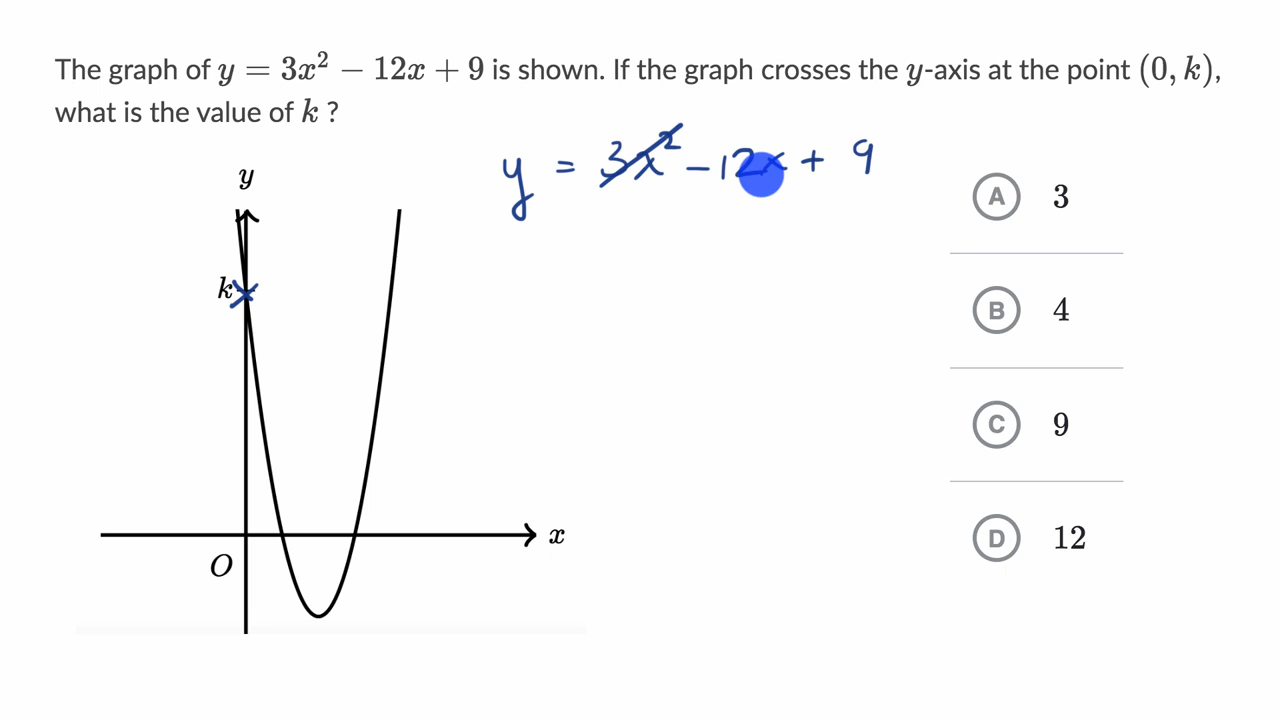 The graph of y = 3x² − 12x + 9 is shown. If the graph crosses the y-axis at the point (0, k),
what is the value of k ?
y = 3x² − 12x + 9
y
k
x
O
A 3
B 4
C 9
D 12